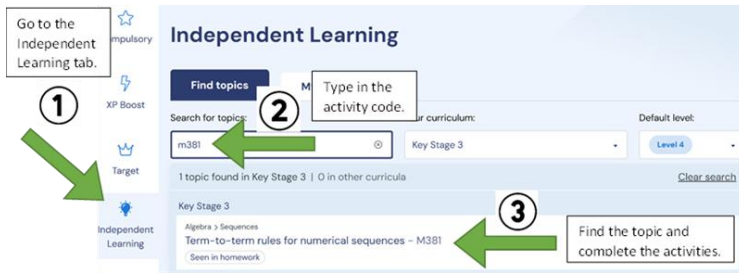 Go to the
Independent
Learning tab.
1
mpulsory
XP Boost
Target
Independent
Learning
Independent Learning
Find topics
M
Type in the
activity code.
2
Search for topics:
ur curriculum:
Default level:
m381
Key Stage 3
Level 4
1 topic found in Key Stage 3 | 0 in other curricula
Clear search
Key Stage 3
Algebra > Sequences
Term-to-term rules for numerical sequences - M381
Seen in homework
3
Find the topic and
complete the activities.